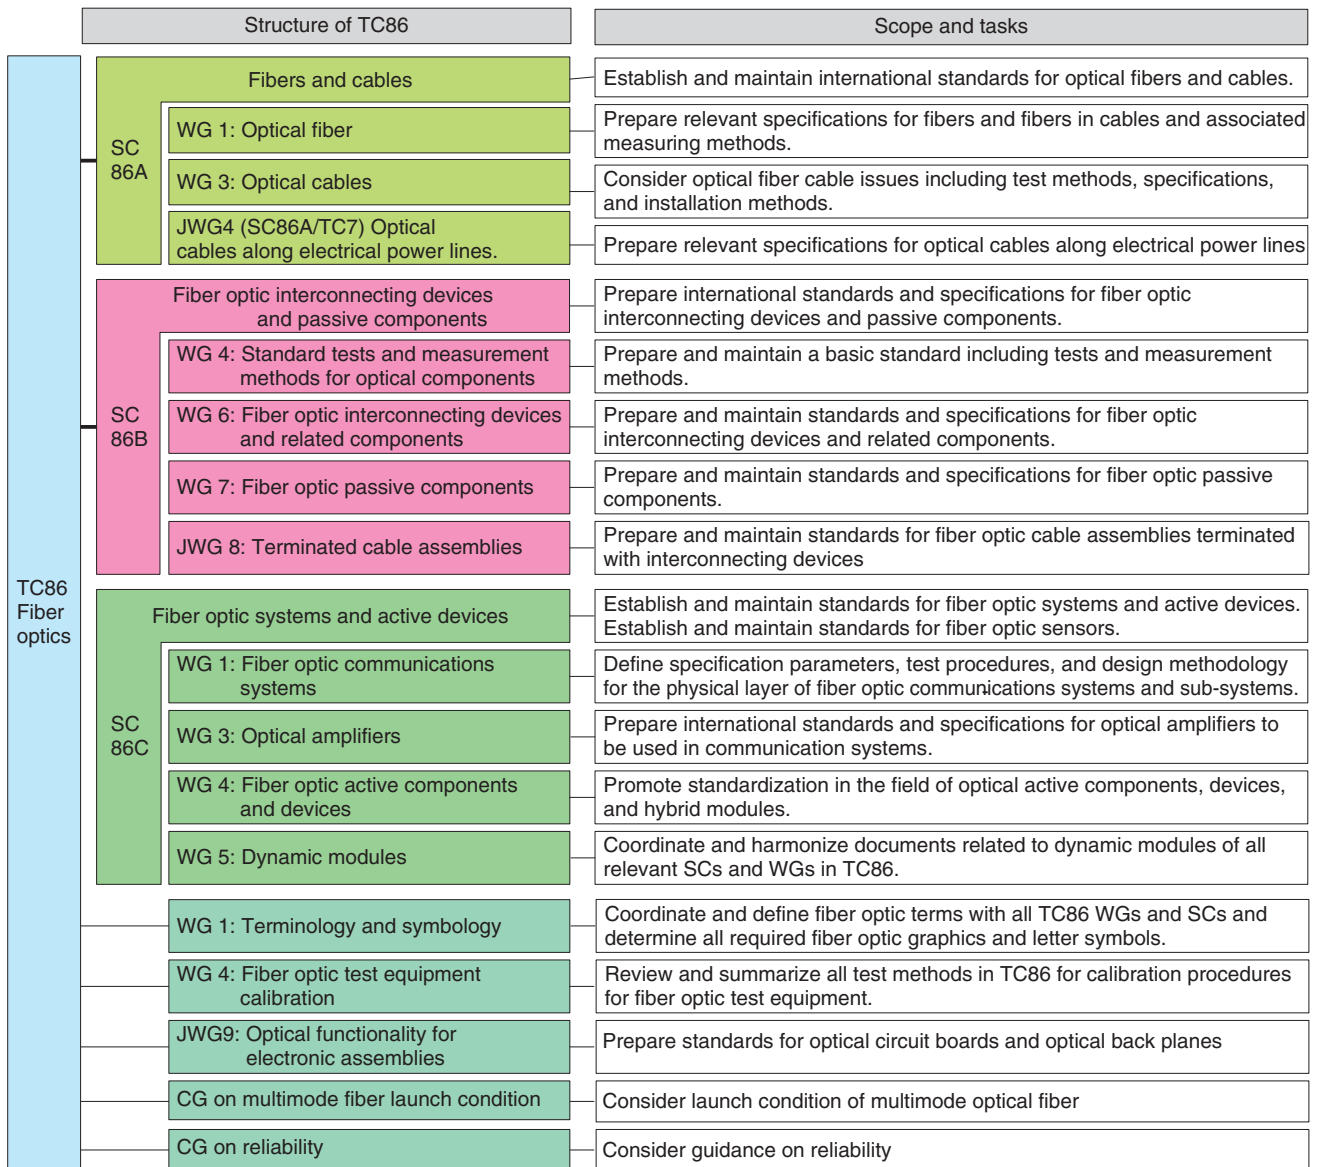 Structure of TC86
Scope and tasks
TC86
Fiber
optics
SC
86A
Fibers and cables
Establish and maintain international standards for optical fibers and cables.
WG 1: Optical fiber
Prepare relevant specifications for fibers and fibers in cables and associated
measuring methods.
WG 3: Optical cables
Consider optical fiber cable issues including test methods, specifications,
and installation methods.
JWG4 (SC86A/TC7) Optical
cables along electrical power lines.
Prepare relevant specifications for optical cables along electrical power lines
SC
86B
Fiber optic interconnecting devices
and passive components
Prepare international standards and specifications for fiber optic
interconnecting devices and passive components.
WG 4: Standard tests and measurement
methods for optical components
Prepare and maintain a basic standard including tests and measurement
methods.
WG 6: Fiber optic interconnecting devices
and related components
Prepare and maintain standards and specifications for fiber optic
interconnecting devices and related components.
WG 7: Fiber optic passive components
Prepare and maintain standards and specifications for fiber optic passive
components.
JWG 8: Terminated cable assemblies
Prepare and maintain standards for fiber optic cable assemblies terminated
with interconnecting devices
SC
86C
Fiber optic systems and active devices
Establish and maintain standards for fiber optic systems and active devices.
Establish and maintain standards for fiber optic sensors.
WG 1: Fiber optic communications
systems
Define specification parameters, test procedures, and design methodology
for the physical layer of fiber optic communications systems and sub-systems.
WG 3: Optical amplifiers
Prepare international standards and specifications for optical amplifiers to
be used in communication systems.
WG 4: Fiber optic active components
and devices
Promote standardization in the field of optical active components, devices,
and hybrid modules.
WG 5: Dynamic modules
Coordinate and harmonize documents related to dynamic modules of all
relevant SCs and WGs in TC86.
WG 1: Terminology and symbology
Coordinate and define fiber optic terms with all TC86 WGs and SCs and
determine all required fiber optic graphics and letter symbols.
WG 4: Fiber optic test equipment
calibration
Review and summarize all test methods in TC86 for calibration procedures
for fiber optic test equipment.
JWG9: Optical functionality for
electronic assemblies
Prepare standards for optical circuit boards and optical back planes
CG on multimode fiber launch condition
Consider launch condition of multimode optical fiber
CG on reliability
Consider guidance on reliability